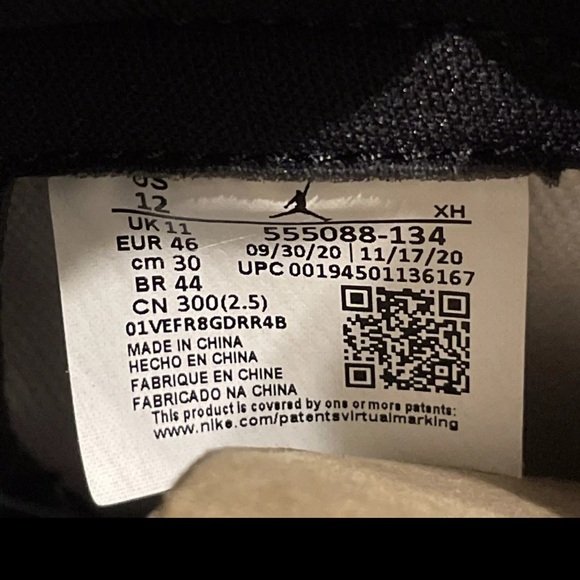 US
12
XH
UK 11
555088-134
EUR 46
09/30/20 | 11/17/20
cm 30
UPC 00194501136167
BR 44
CN 300(2.5)
01VEFR8GDRR4B
MADE IN CHINA
HECHO EN CHINA
FABRIQUE EN CHINE
FABRICADO NA CHINA
This product is covered by one or more patents:
www.nike.com/patentsvirtualmarking